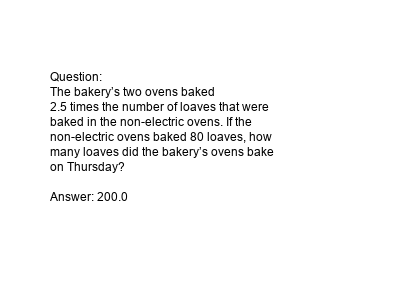 Question:
The bakery’s two ovens baked
2.5 times the number of loaves that were
baked in the non-electric ovens. If the
non-electric ovens baked 80 loaves, how
many loaves did the bakery’s ovens bake
on Thursday?
Answer: 200.0